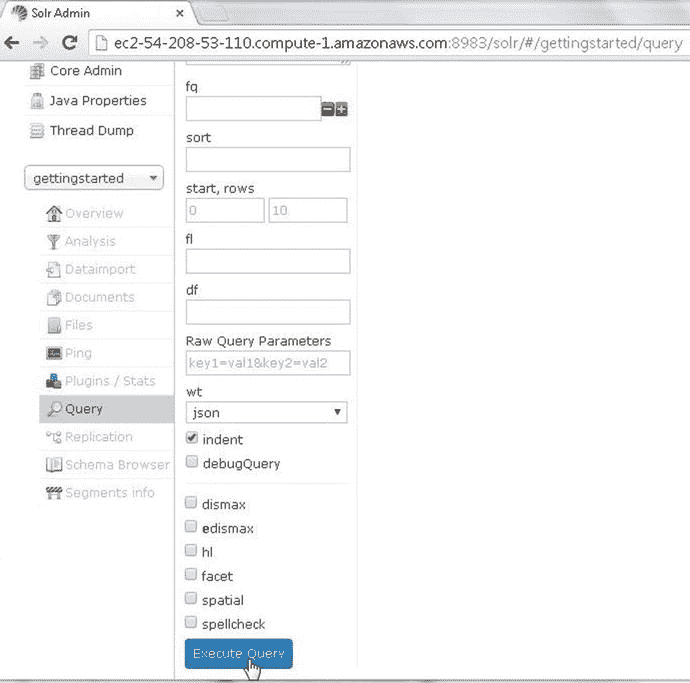 Solr Admin
ec2-54-208-53-110.compute-1.amazonaws.com:8983/solr/#/gettingstarted/query
Core Admin
Java Properties
Thread Dump
gettingstarted
Overview
Analysis
Dataimport
Documents
Files
Ping
Plugins / Stats
Query
Replication
Schema Browser
Segments info
fq
sort
start, rows
0 10
fl
df
Raw Query Parameters
key1=val1&key2=val2
wt
json
indent
debugQuery
dismax
edismax
hl
facet
spatial
spellcheck
Execute Query